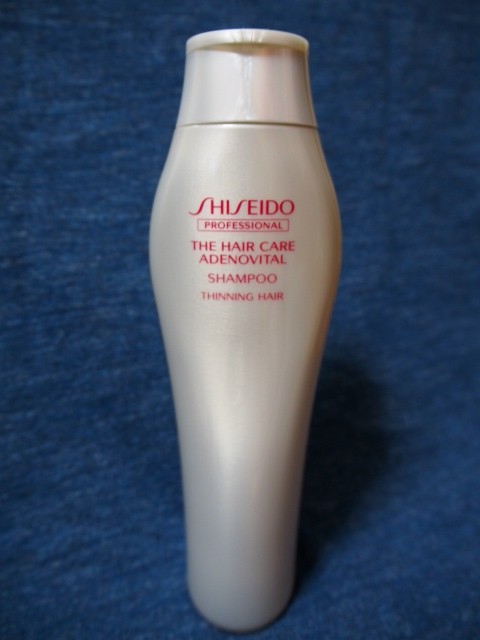 SHISEIDO
PROFESSIONAL
THE HAIR CARE
ADENOVITAL
SHAMPOO
THINNING HAIR